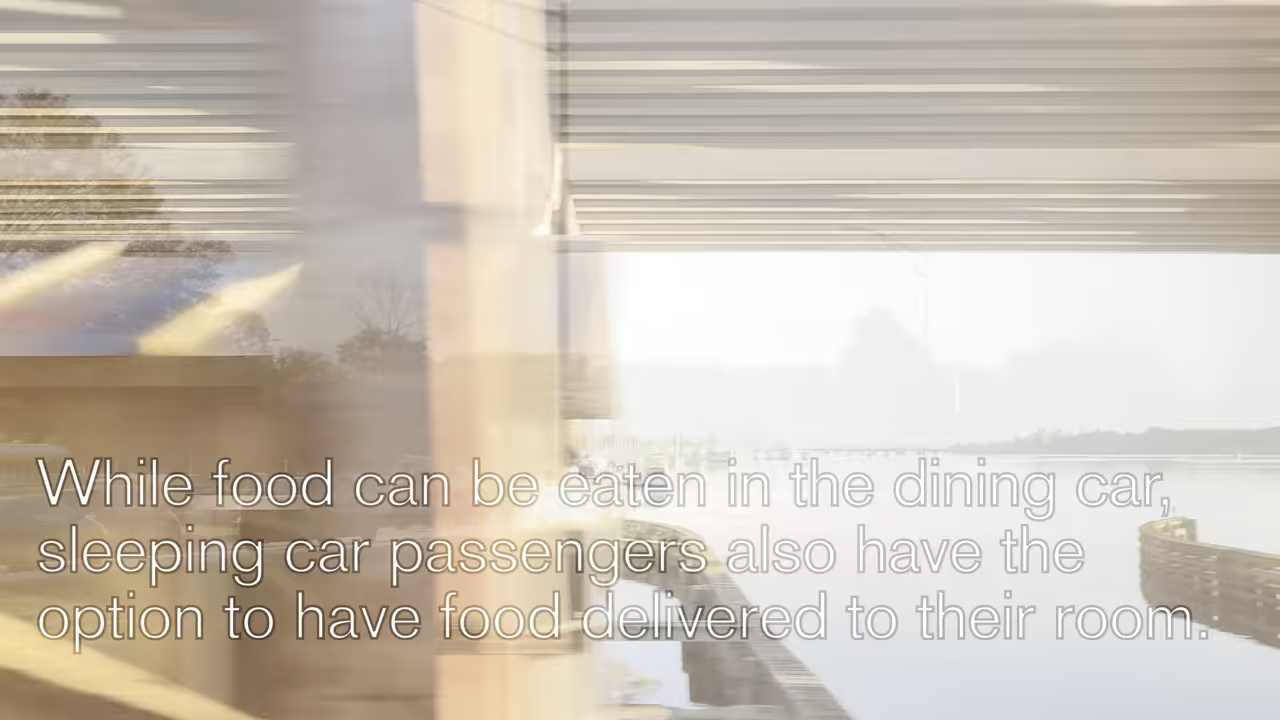 While food can be eaten in the dining car,
sleeping car passengers also have the
option to have food delivered to their room.